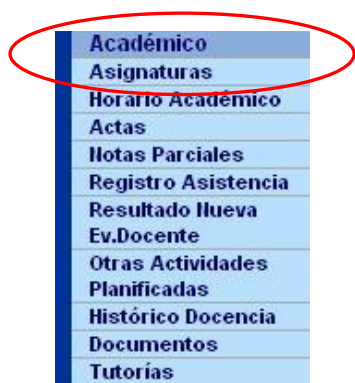 Académico
Asignaturas
Horario Académico
Actas
Notas Parciales
Registro Asistencia
Resultado Nueva
Ev.Docente
Otras Actividades
Planificadas
Histórico Docencia
Documentos
Tutorías